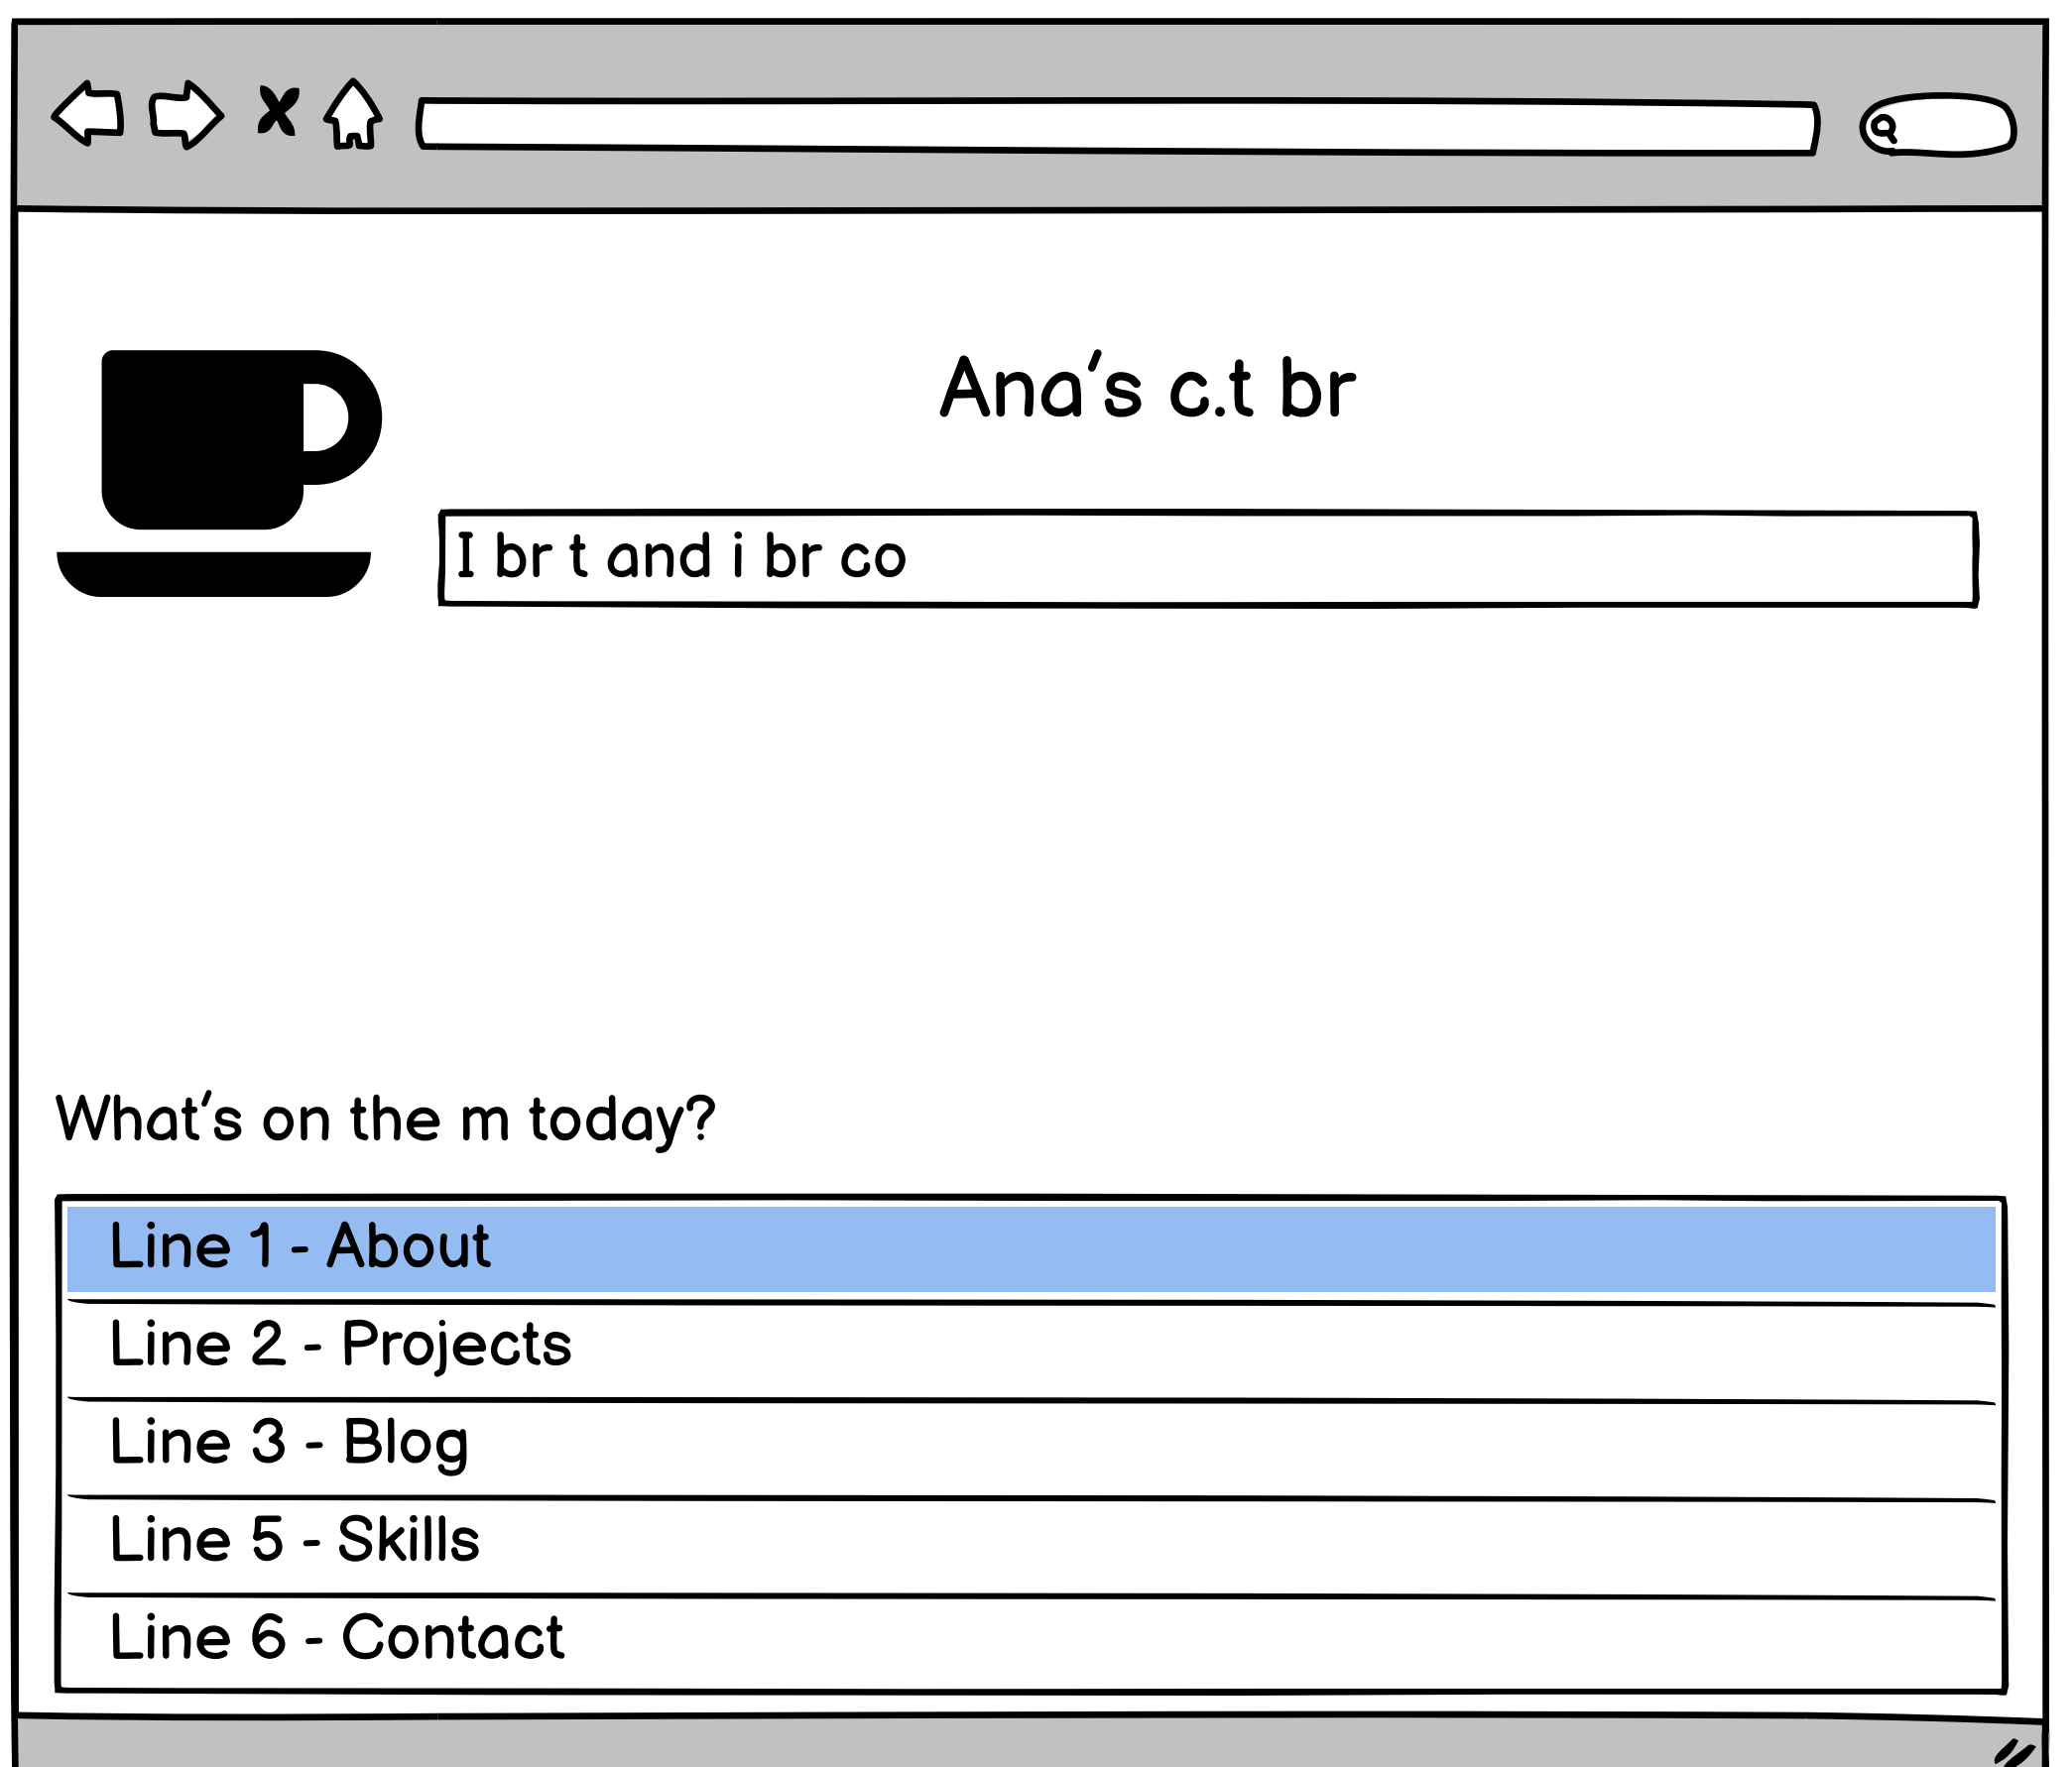 Ana's c.t br
I br t and i br co
What's on the m today?
Line 1 - About
Line 2 - Projects
Line 3 - Blog
Line 5 - Skills
Line 6 - Contact